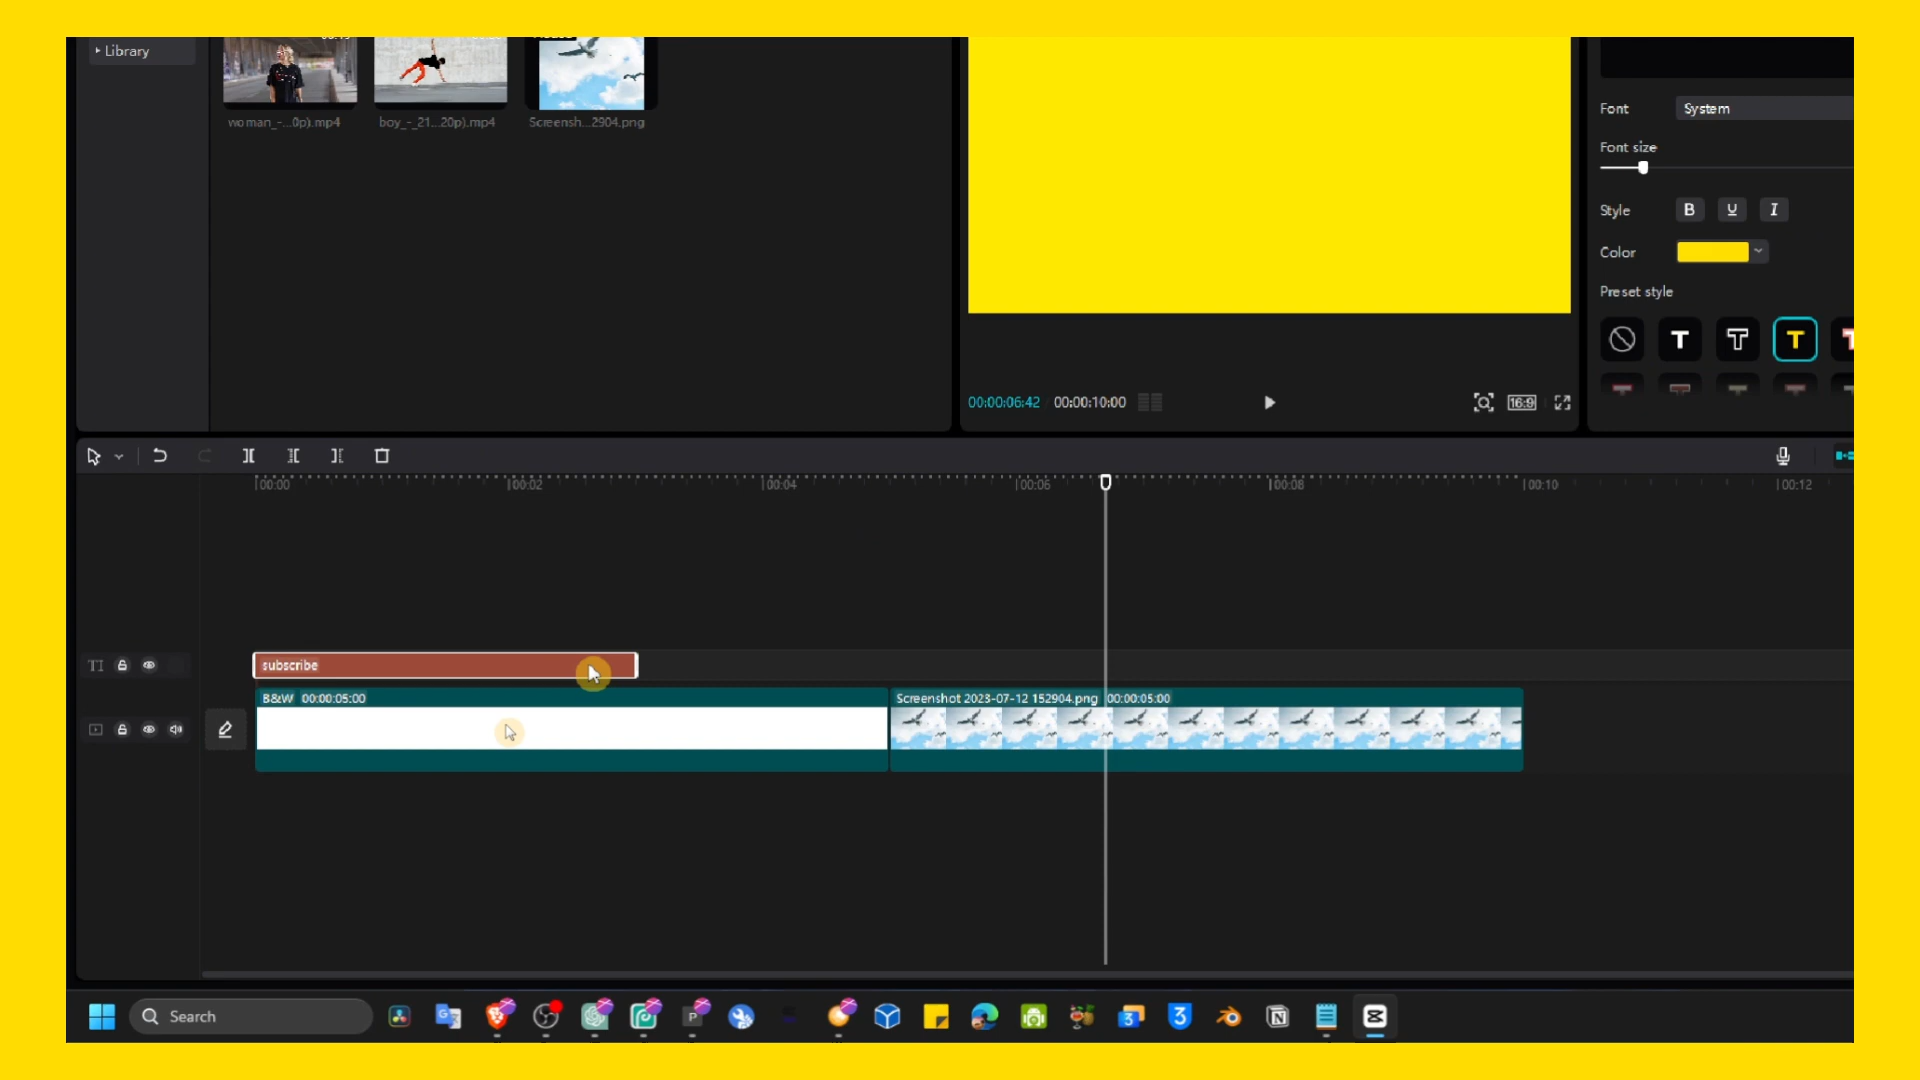 Library
woman_-...0p).mp4
boy_-_21...20p).mp4
Screensh...2904.png
Font
System
Font size
Style
B
U
I
Color
Preset style
T
T
T
00:00:06:42
00:00:10:00
16:9
00:00
00:02
00:04
00:06
00:08
00:10
00:12
TI
subscribe
B&W 00:00:05:00
Screenshot 2023-07-12 152904.png 00:00:05:00
Search